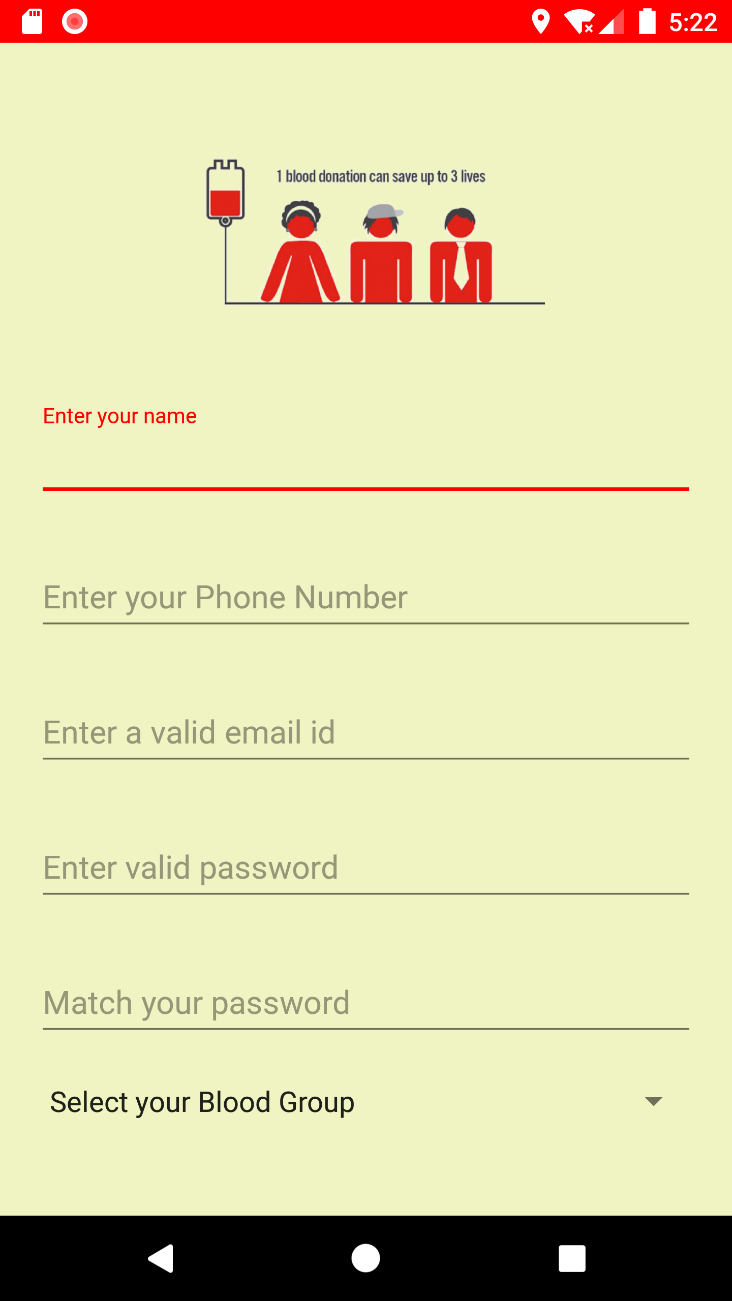 5:22
1 blood donation can save up to 3 lives
Enter your name
Enter your Phone Number
Enter a valid email id
Enter valid password
Match your password
Select your Blood Group